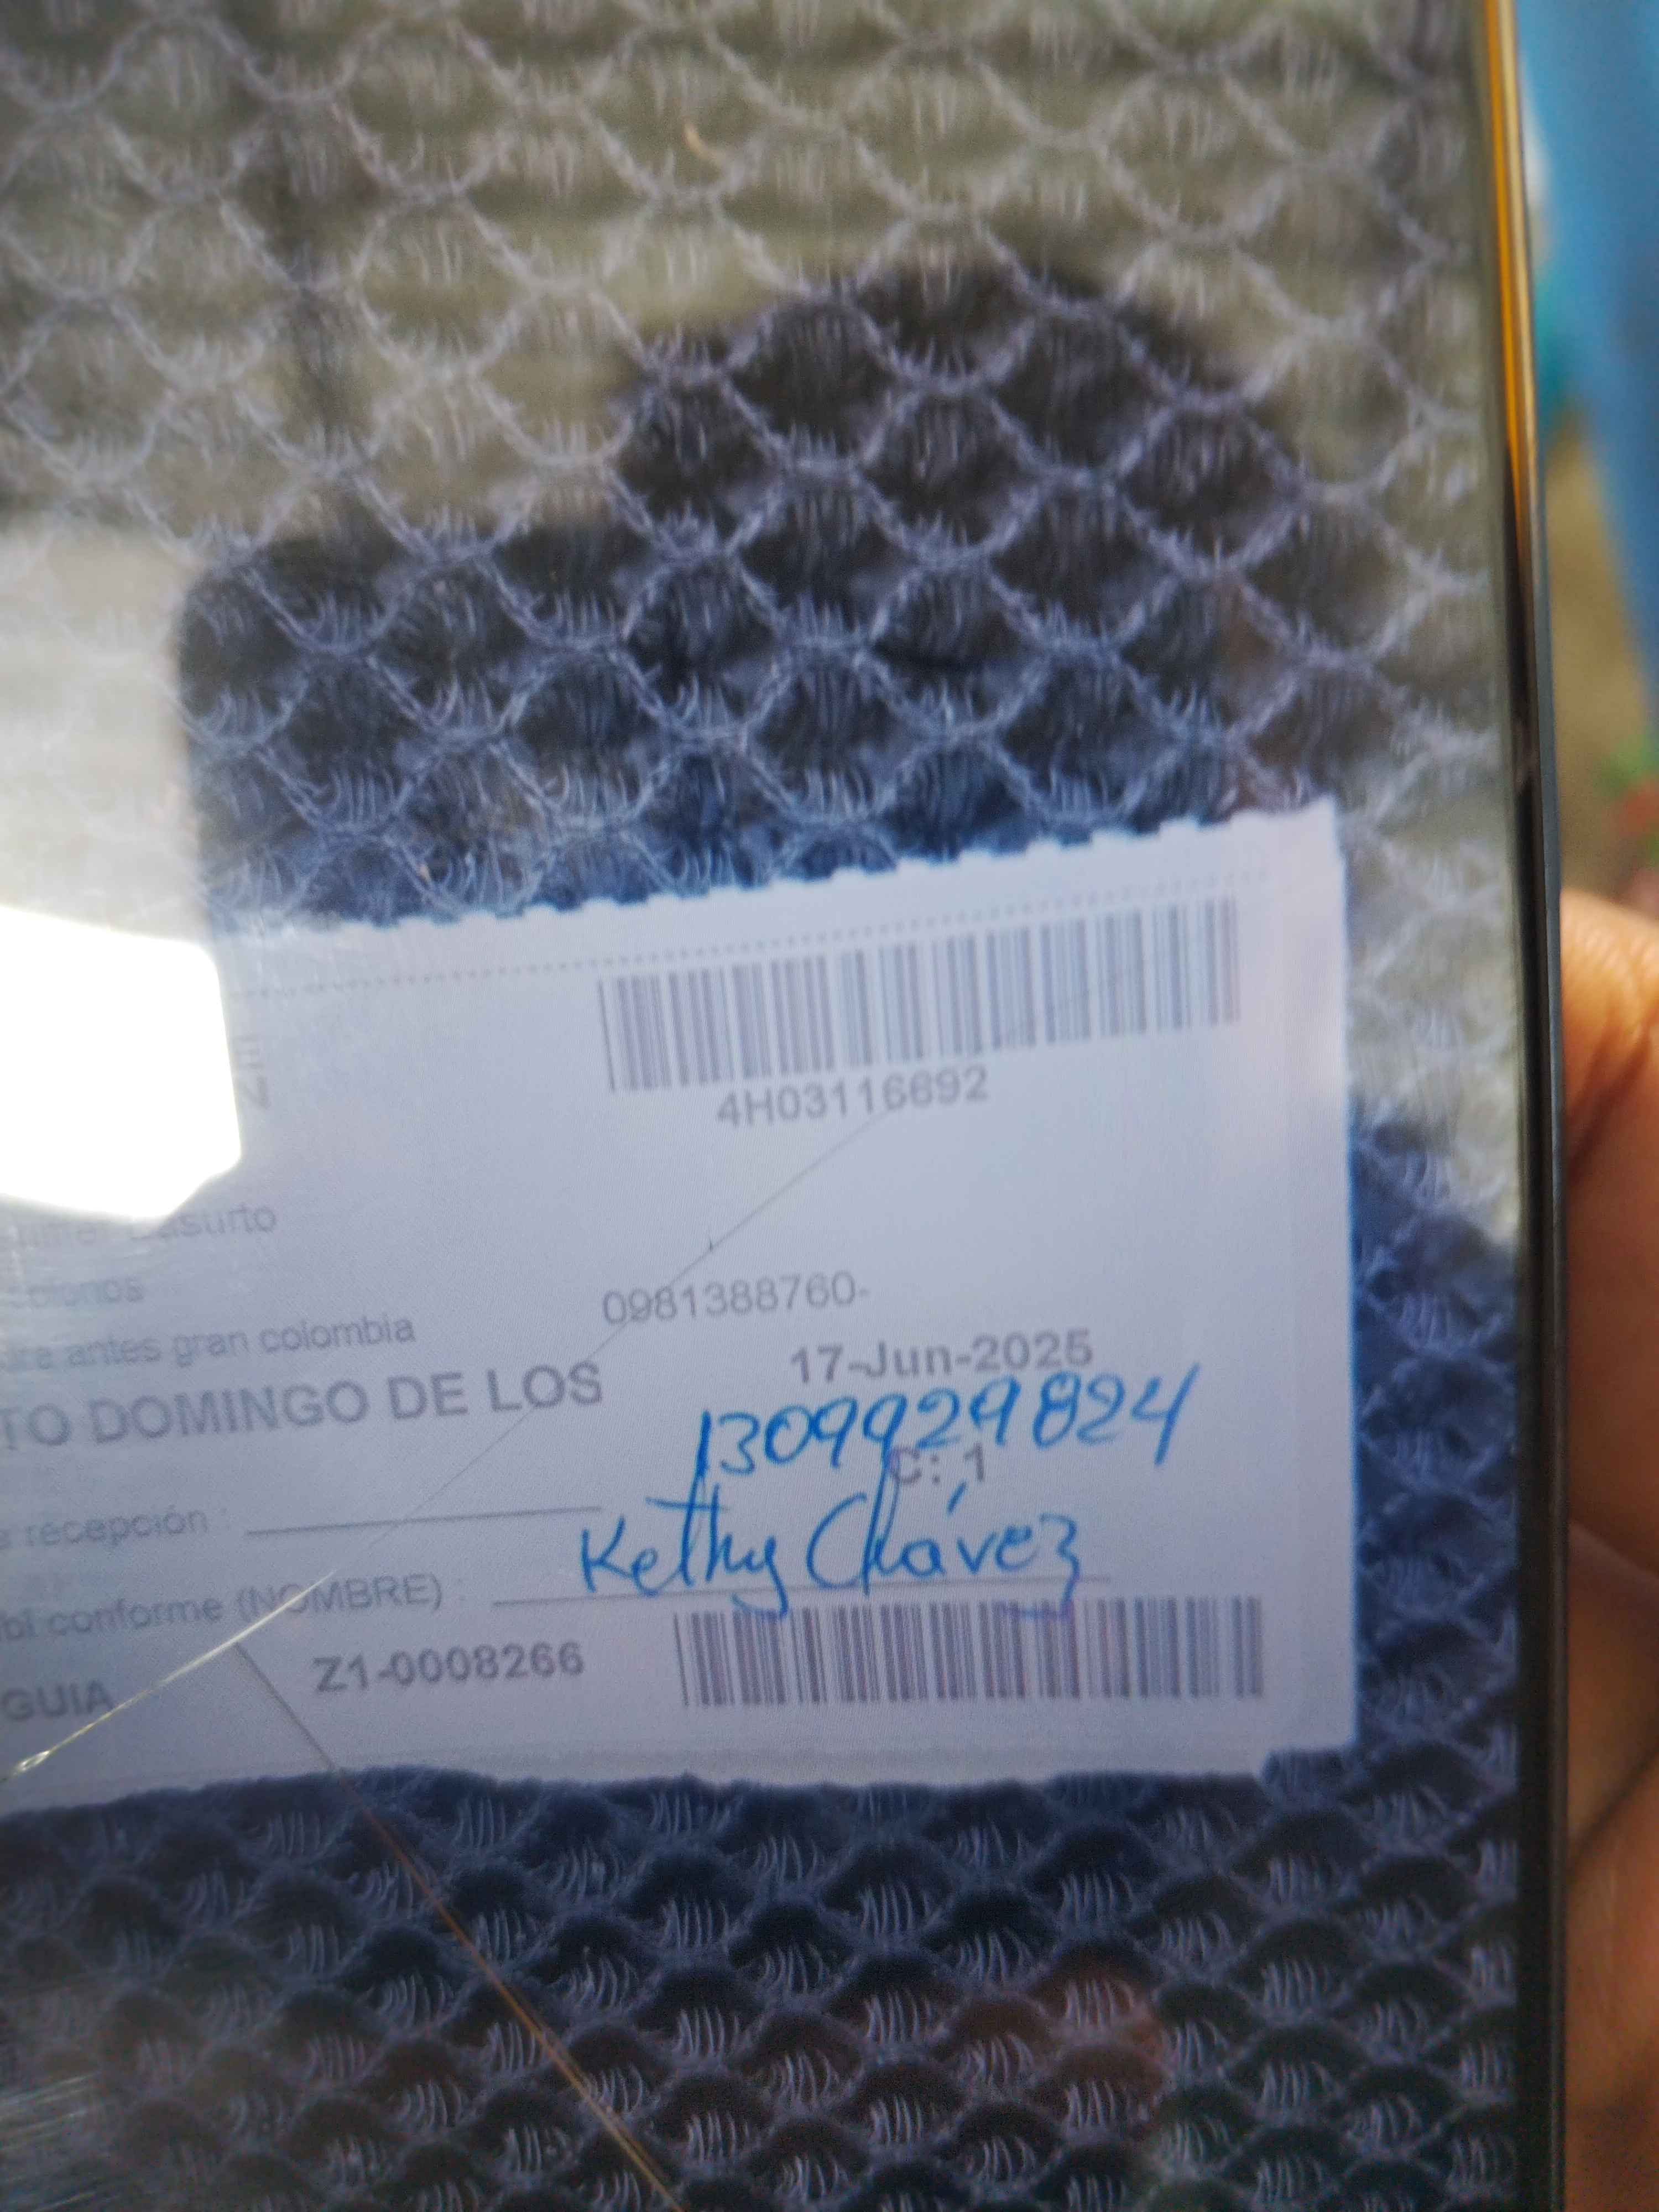 4H03116692
asurto
0981388760-
antes gran colombia
17-Jun-2025
TO DOMINGO DE LOS
1309929824
C: 1
recepción :
Kethy Chávez
conforme (NOMBRE) :
Z1-0008266
GUIA